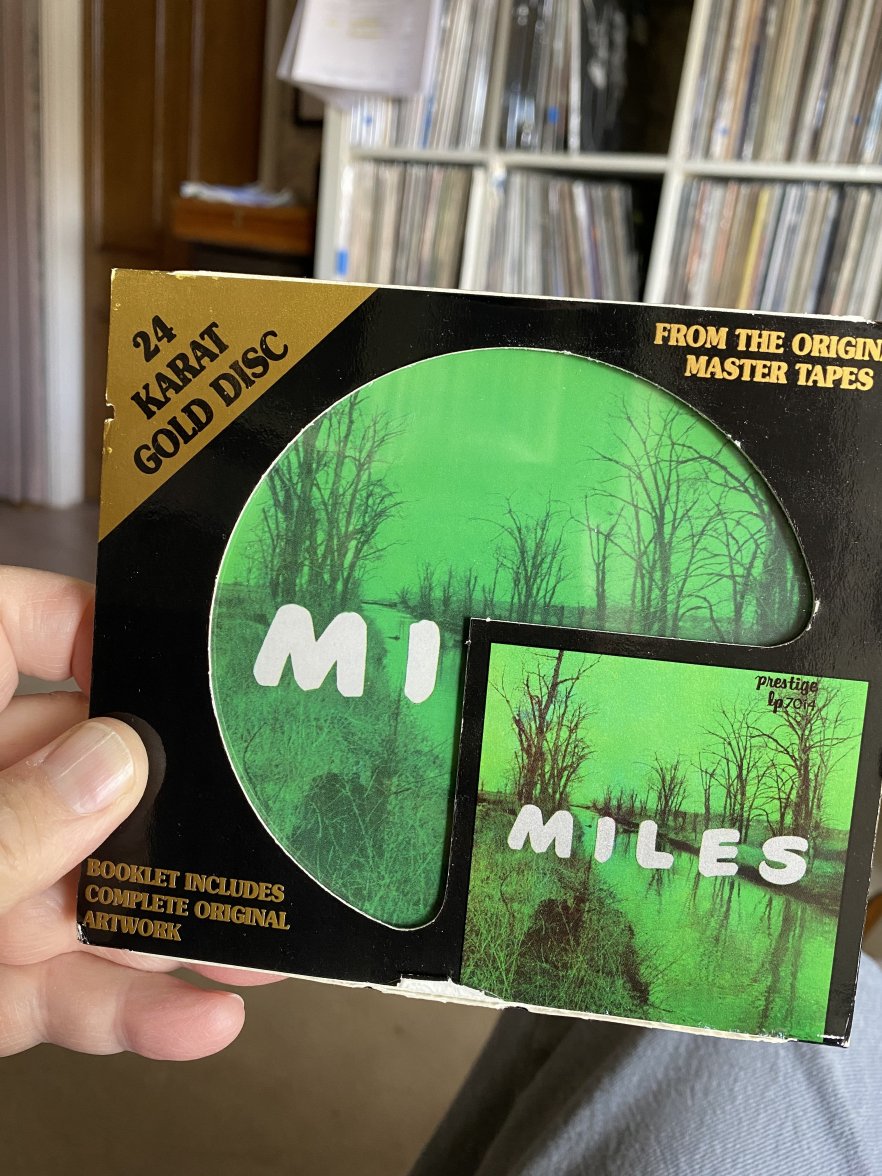 24
KARAT
GOLD DISC
FROM THE ORIGIN
MASTER TAPES
MI
prestige
lp7014
MILES
BOOKLET INCLUDES
COMPLETE ORIGINAL
ARTWORK